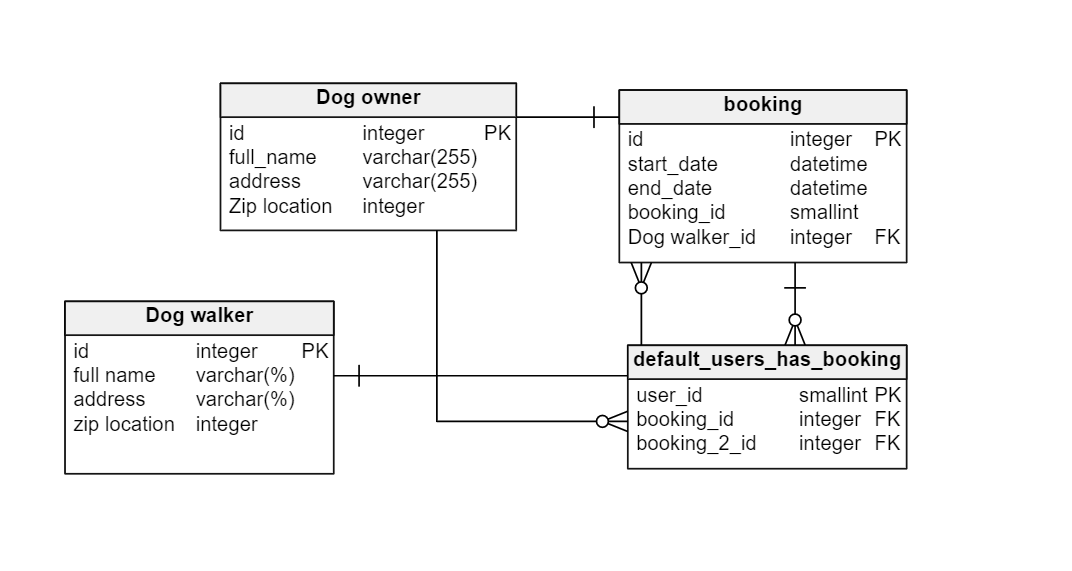 Dog owner
id integer PK
full_name varchar(255)
address varchar(255)
Zip location integer
booking
id integer PK
start_date datetime
end_date datetime
booking_id smallint
Dog walker_id integer FK
Dog walker
id integer PK
full name varchar(%)
address varchar(%)
zip location integer
default_users_has_booking
user_id smallint PK
booking_id integer FK
booking_2_id integer FK